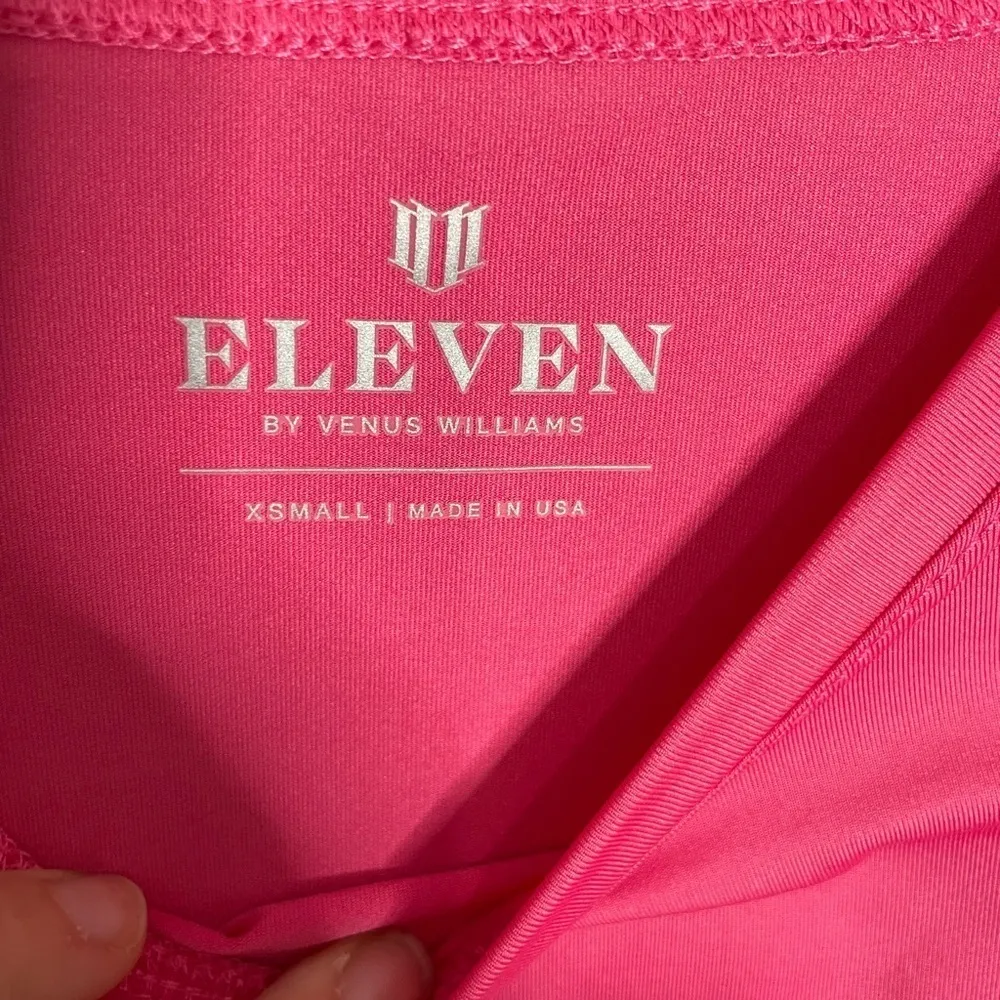 ELEVEN
BY VENUS WILLIAMS
XSMALL | MADE IN USA